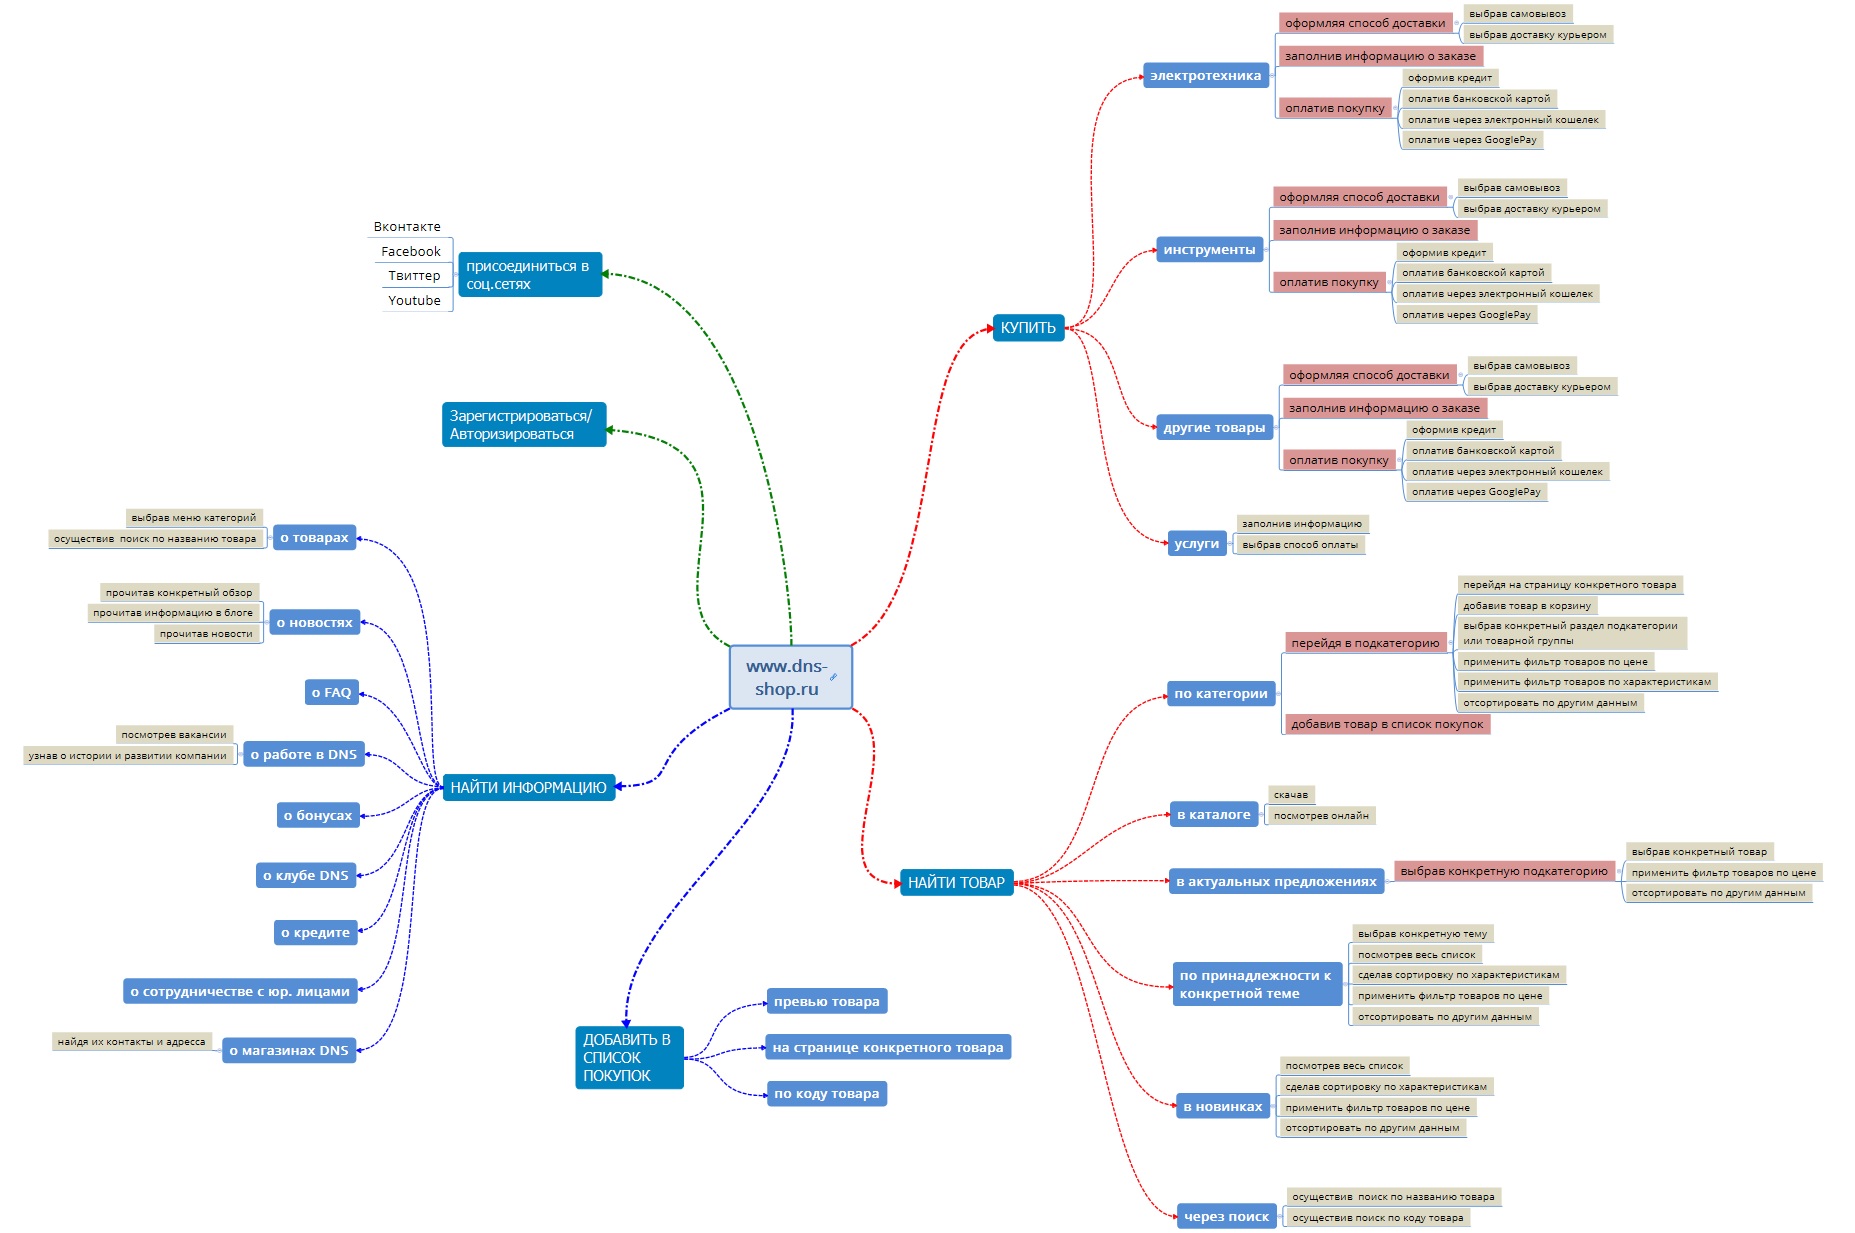 www.dns-
shop.ru
КУПИТЬ
электротехника
оформляя способ доставки
выбрав самовывоз
выбрав доставку курьером
заполнив информацию о заказе
оплатив покупку
оформив кредит
оплатив банковской картой
оплатив через электронный кошелек
оплатив через GooglePay
инструменты
оформляя способ доставки
выбрав самовывоз
выбрав доставку курьером
заполнив информацию о заказе
оплатив покупку
оформив кредит
оплатив банковской картой
оплатив через электронный кошелек
оплатив через GooglePay
другие товары
оформляя способ доставки
выбрав самовывоз
выбрав доставку курьером
заполнив информацию о заказе
оплатив покупку
оформив кредит
оплатив банковской картой
оплатив через электронный кошелек
оплатив через GooglePay
услуги
заполнив информацию
выбрав способ оплаты
НАЙТИ ТОВАР
по категории
перейдя в подкатегорию
перейдя на страницу конкретного товара
добавив товар в корзину
выбрав конкретный раздел подкатегории
или товарной группы
применить фильтр товаров по цене
применить фильтр товаров по характеристикам
отсортировать по другим данным
добавив товар в список покупок
в каталоге
скачав
посмотрев онлайн
в актуальных предложениях
выбрав конкретную подкатегорию
выбрав конкретный товар
применить фильтр товаров по цене
отсортировать по другим данным
по принадлежности к
конкретной теме
выбрав конкретную тему
посмотрев весь список
сделав сортировку по характеристикам
применить фильтр товаров по цене
отсортировать по другим данным
в новинках
посмотрев весь список
сделав сортировку по характеристикам
применить фильтр товаров по цене
отсортировать по другим данным
через поиск
осуществив поиск по названию товара
осуществив поиск по коду товара
ДОБАВИТЬ В
СПИСОК
ПОКУПОК
превью товара
на странице конкретного товара
по коду товара
НАЙТИ ИНФОРМАЦИЮ
о товарах
выбрав меню категорий
осуществив поиск по названию товара
о новостях
прочитав конкретный обзор
прочитав информацию в блоге
прочитав новости
о FAQ
о работе в DNS
посмотрев вакансии
узнав о истории и развитии компании
о бонусах
о клубе DNS
о кредите
о сотрудничестве с юр. лицами
о магазинах DNS
найдя их контакты и адресса
Зарегистрироваться/
Авторизироваться
присоединиться в
соц.сетях
Вконтакте
Facebook
Твиттер
Youtube